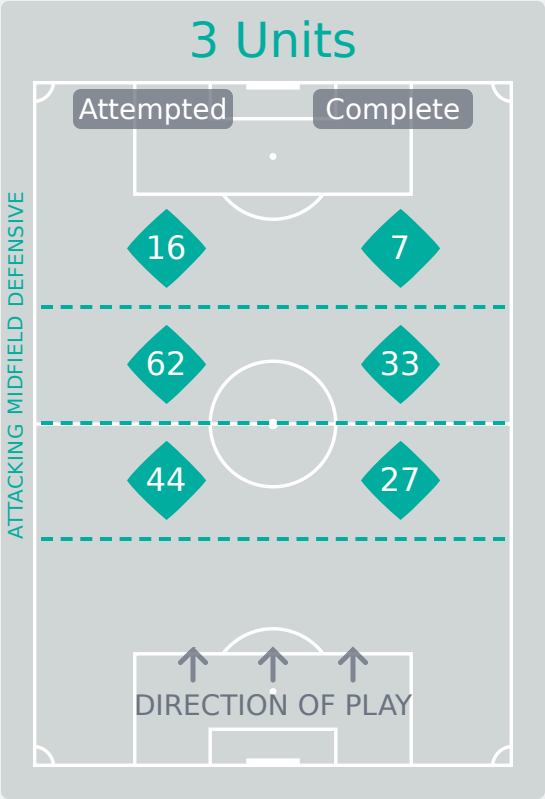 3 Units
Attempted Complete
16 7
62 33
44 27
ATTACKING MIDFIELD DEFENSIVE
DIRECTION OF PLAY